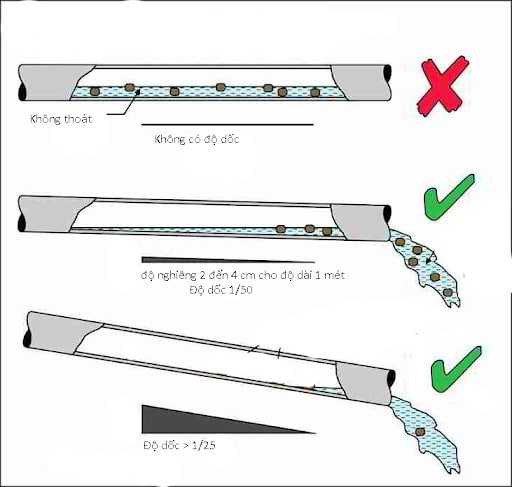 Không thoát
Không có độ dốc
độ nghiêng 2 đến 4 cm cho độ dài 1 mét
Độ dốc 1/50
Độ dốc > 1/25